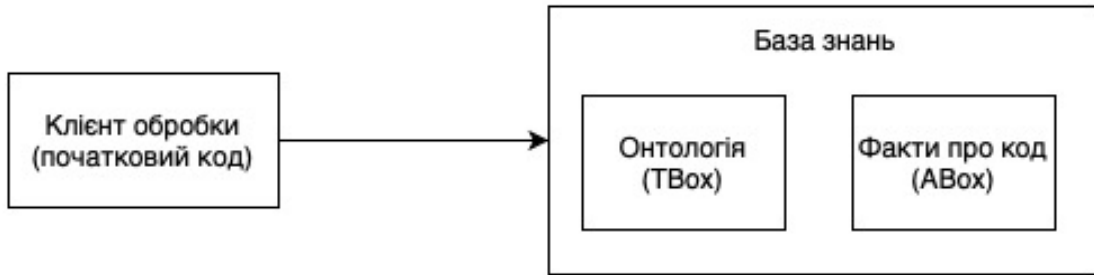 Клієнт обробки
(початковий код)
База знань
Онтологія
(TBox)
Факти про код
(ABox)